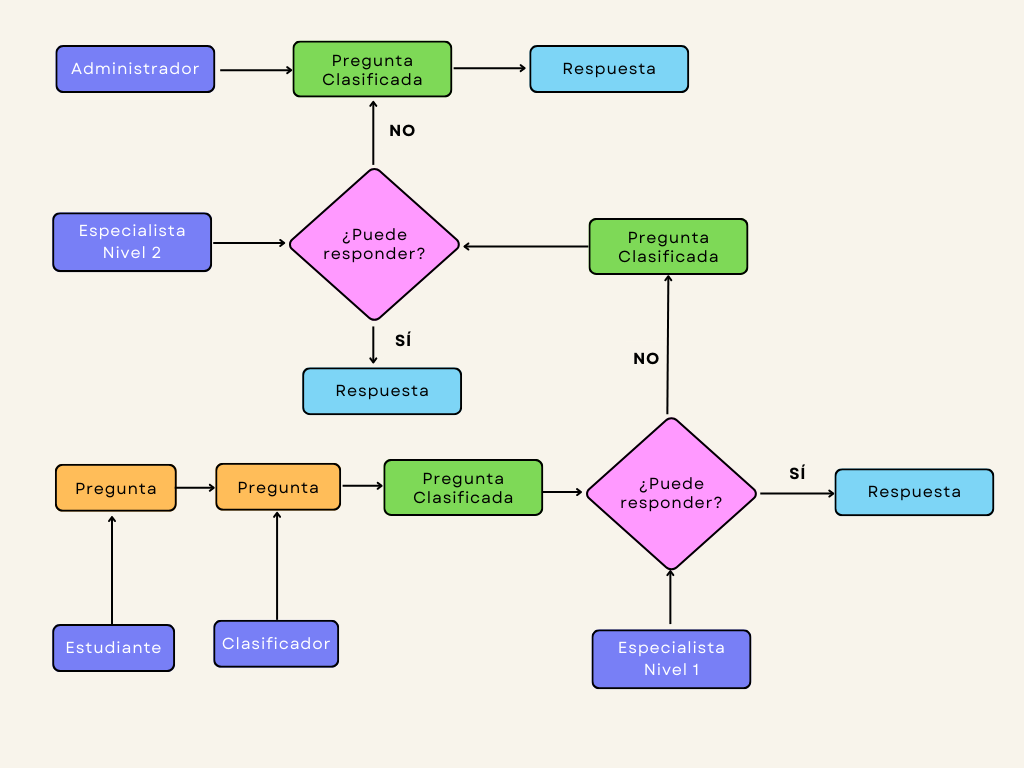 Administrador
Pregunta
Clasificada
Respuesta
NO
Especialista
Nivel 2
¿Puede
responder?
Pregunta
Clasificada
SÍ
NO
Respuesta
Pregunta
Pregunta
Pregunta
Clasificada
¿Puede
responder?
SÍ
Respuesta
Estudiante
Clasificador
Especialista
Nivel 1